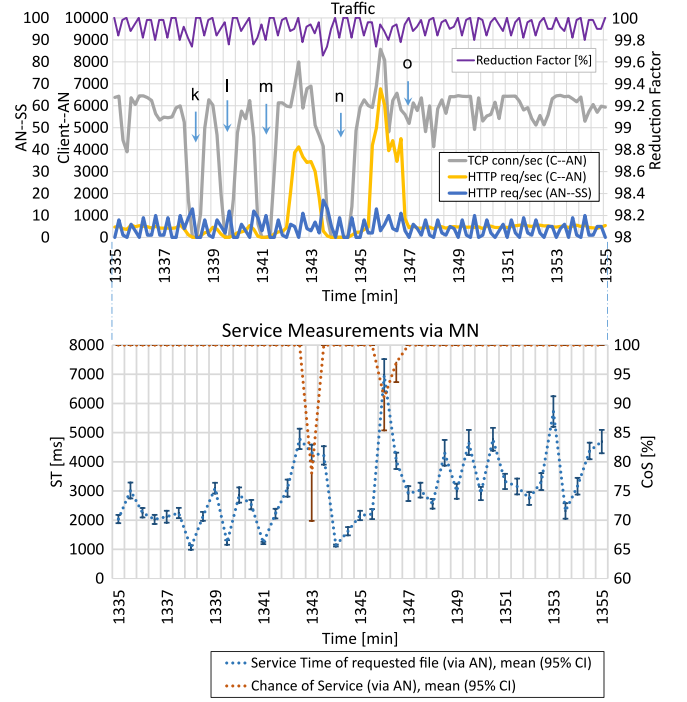 Traffic
AN--SS
Client--AN
Reduction Factor
100 10000 100
90 9000 99.8
80 8000 99.6
70 7000 99.4
60 6000 99.2
50 5000 99
40 4000 98.8
30 3000 98.6
20 2000 98.4
10 1000 98.2
0 0 98
Reduction Factor [%]
k l m n o
TCP conn/sec (C--AN)
HTTP req/sec (C--AN)
HTTP req/sec (AN--SS)
1335 1337 1339 1341 1343 1345 1347 1349 1351 1353 1355
Time [min]
Service Measurements via MN
ST [ms]
CoS [%]
8000 100
7000 95
6000 90
5000 85
4000 80
3000 75
2000 70
1000 65
0 60
1335 1337 1339 1341 1343 1345 1347 1349 1351 1353 1355
Time [min]
Service Time of requested file (via AN), mean (95% CI)
Chance of Service (via AN), mean (95% CI)